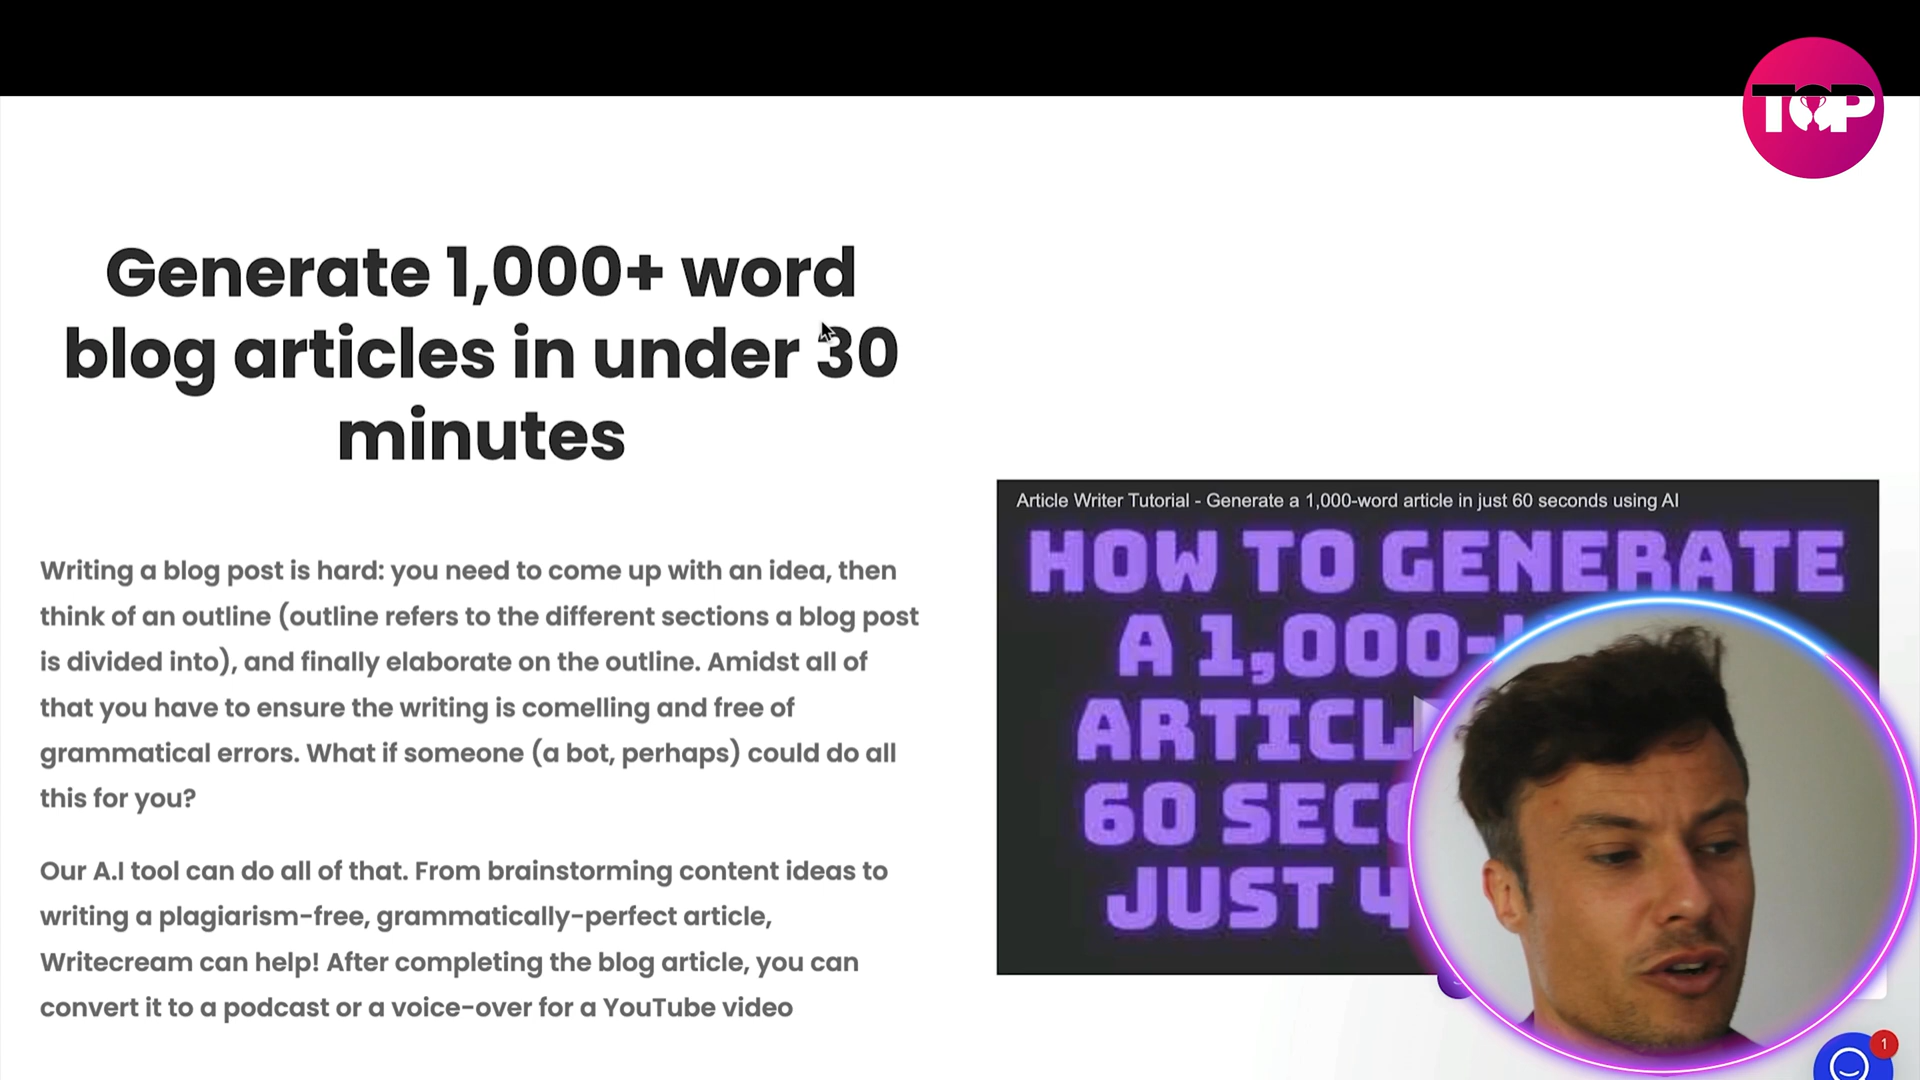 TOP
Generate 1,000+ word
blog articles in under 30
minutes
Writing a blog post is hard: you need to come up with an idea, then
think of an outline (outline refers to the different sections a blog post
is divided into), and finally elaborate on the outline. Amidst all of
that you have to ensure the writing is comelling and free of
grammatical errors. What if someone (a bot, perhaps) could do all
this for you?
Our A.I tool can do all of that. From brainstorming content ideas to
writing a plagiarism-free, grammatically-perfect article,
Writecream can help! After completing the blog article, you can
convert it to a podcast or a voice-over for a YouTube video
Article Writer Tutorial - Generate a 1,000-word article in just 60 seconds using AI
HOW TO GENERATE
A 1,000-
ARTICL
60 SEC
JUST 4
1